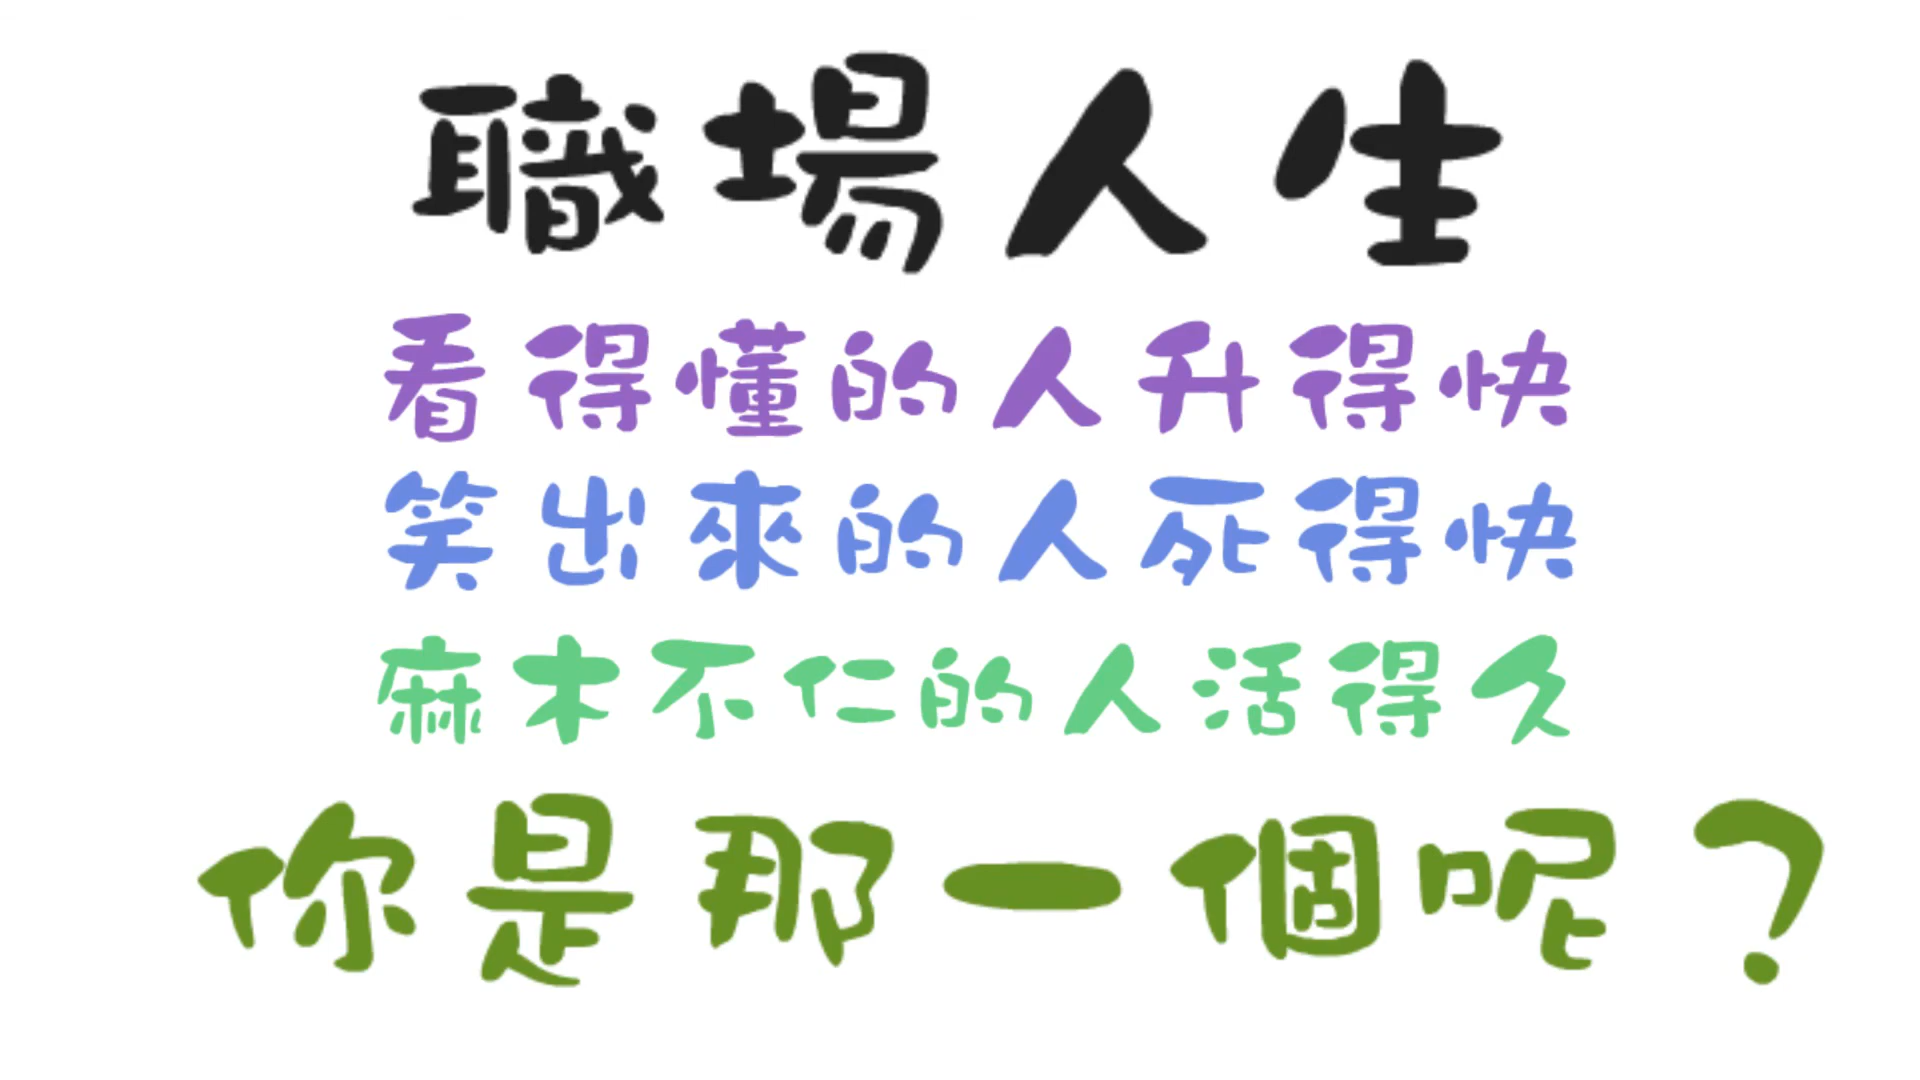 職場人生
看得懂的人升得快
笑出來的人死得快
麻木不仁的人活得久
你是那一個呢？